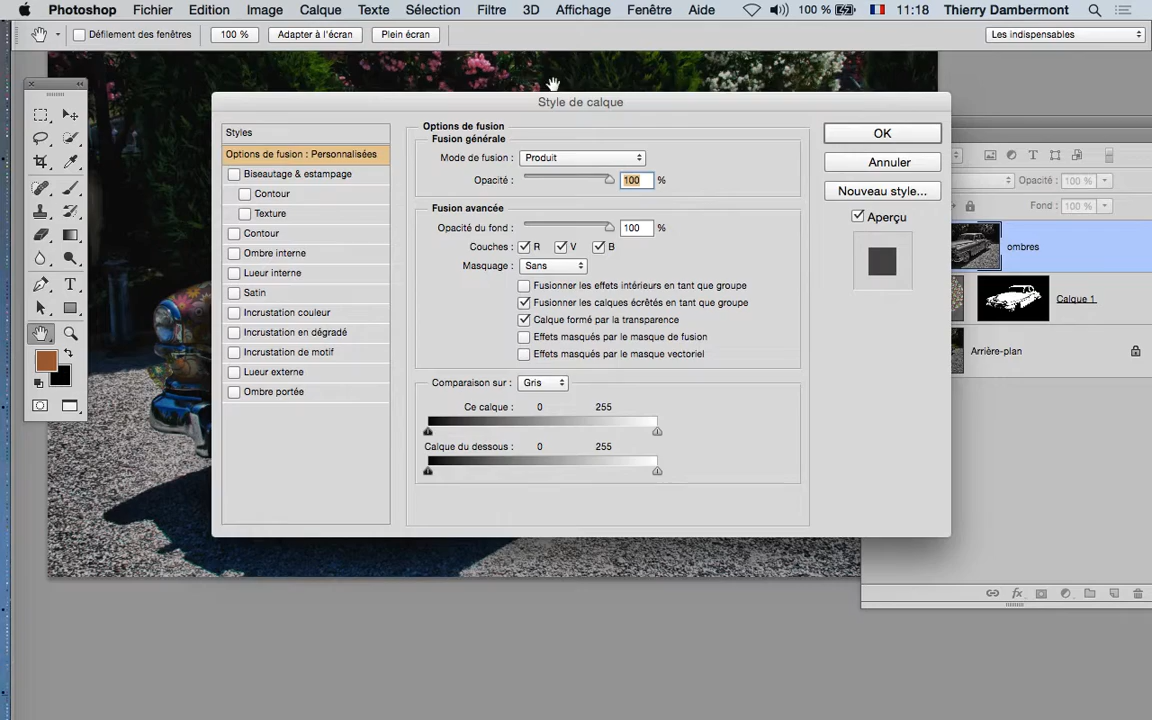 Photoshop Fichier Edition Image Calque Texte Sélection Filtre 3D Affichage Fenêtre Aide 100 % 11:18 Thierry Dambermont
Défilement des fenêtres 100 % Adapter à l'écran Plein écran Les indispensables
Style de calque
Styles
Options de fusion : Personnalisées
Biseautage & estampage
Contour
Texture
Contour
Ombre interne
Lueur interne
Satin
Incrustation couleur
Incrustation en dégradé
Incrustation de motif
Lueur externe
Ombre portée
Options de fusion
Fusion générale
Mode de fusion : Produit
Opacité : 100 %
Fusion avancée
Opacité du fond : 100 %
Couches : R V B
Masquage : Sans
Fusionner les effets intérieurs en tant que groupe
Fusionner les calques écrêtés en tant que groupe
Calque formé par la transparence
Effets masqués par le masque de fusion
Effets masqués par le masque vectoriel
Comparaison sur : Gris
Ce calque : 0 255
Calque du dessous : 0 255
OK
Annuler
Nouveau style...
Aperçu
Opacité : 100 %
Fond : 100 %
ombres
Calque 1
Arrière-plan
fx